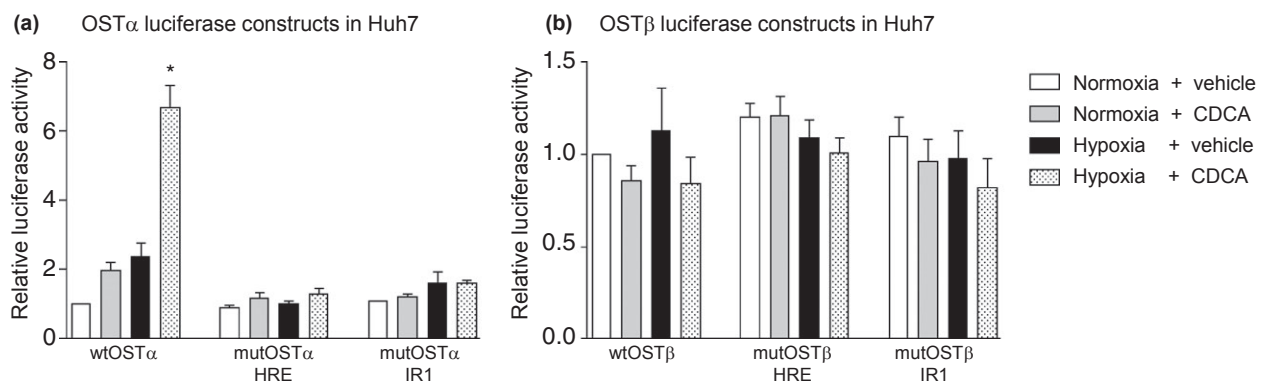 (a) OSTα luciferase constructs in Huh7
Relative luciferase activity
8
6
4
2
0
*
wtOSTα
mutOSTα
HRE
mutOSTα
IR1
(b) OSTβ luciferase constructs in Huh7
Relative luciferase activity
1.5
1.0
0.5
0.0
wtOSTβ
mutOSTβ
HRE
mutOSTβ
IR1
Normoxia + vehicle
Normoxia + CDCA
Hypoxia + vehicle
Hypoxia + CDCA